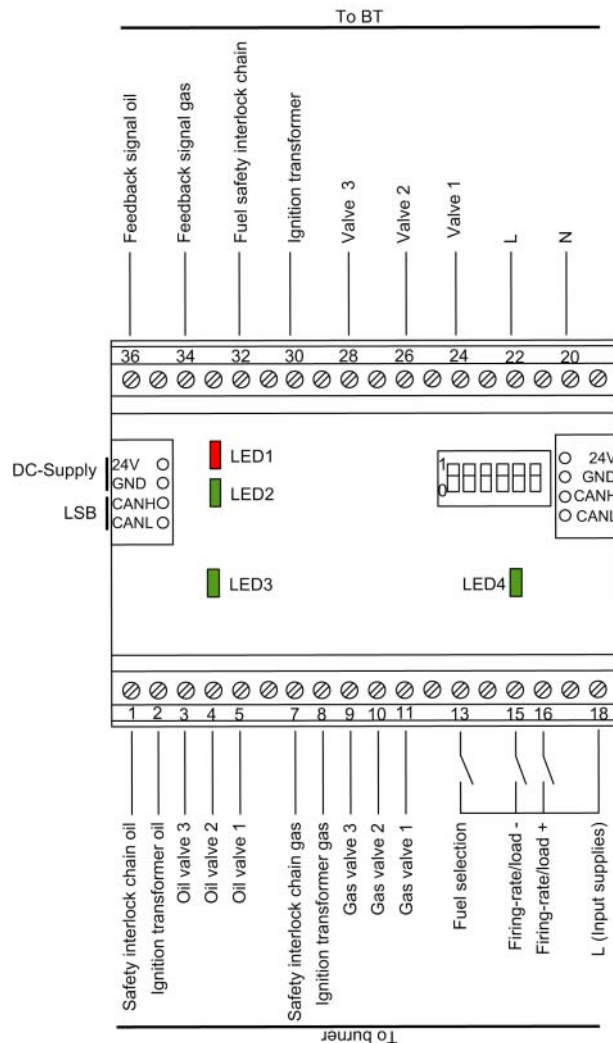 To BT
Feedback signal oil
Feedback signal gas
Fuel safety interlock chain
Ignition transformer
Valve 3
Valve 2
Valve 1
L
N
36 34 32 30 28 26 24 22 20
DC-Supply
LSB
24V
GND
CANH
CANL
LED1
LED2
LED3
1
0
LED4
24V
GND
CANH
CANL
1 2 3 4 5 7 8 9 10 11 13 15 16 18
Safety interlock chain oil
Ignition transformer oil
Oil valve 3
Oil valve 2
Oil valve 1
Safety interlock chain gas
Ignition transformer gas
Gas valve 3
Gas valve 2
Gas valve 1
Fuel selection
Firing-rate/load -
Firing-rate/load +
L (Input supplies)
To burner